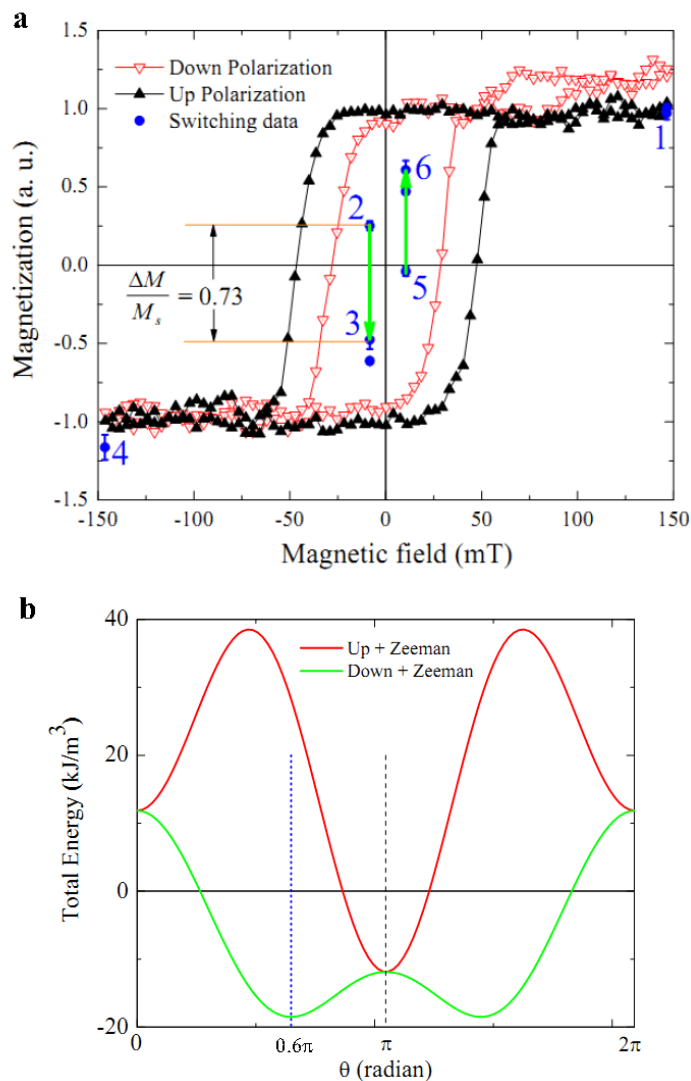 a
1.5
1.0
0.5
0.0
-0.5
-1.0
-1.5
Magnetization (a. u.)
Down Polarization
Up Polarization
Switching data
1
2
3
4
5
6
ΔM
M_s
= 0.73
-150 -100 -50 0 50 100 150
Magnetic field (mT)
b
40
20
0
-20
Total Energy (kJ/m³)
Up + Zeeman
Down + Zeeman
0 0.6π π 2π
θ (radian)